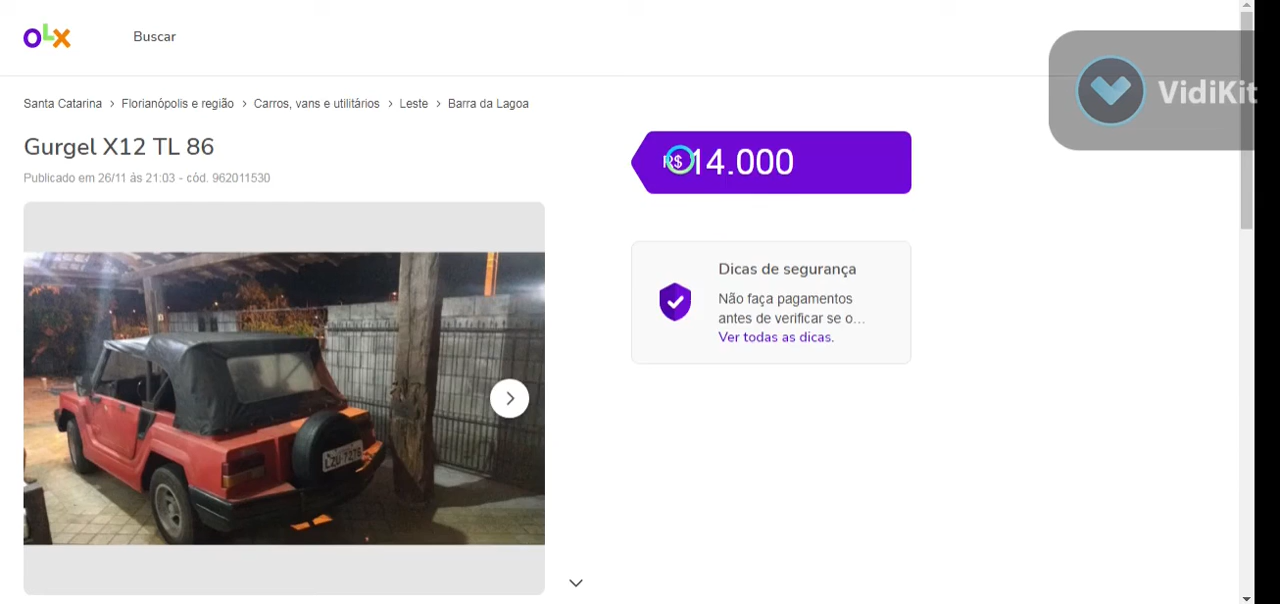 OLX
Buscar
VidiKit
Santa Catarina > Florianópolis e região > Carros, vans e utilitários > Leste > Barra da Lagoa
Gurgel X12 TL 86
Publicado em 26/11 às 21:03 - cód. 962011530
R$ 14.000
Dicas de segurança
Não faça pagamentos
antes de verificar se o...
Ver todas as dicas.
LZU-7278